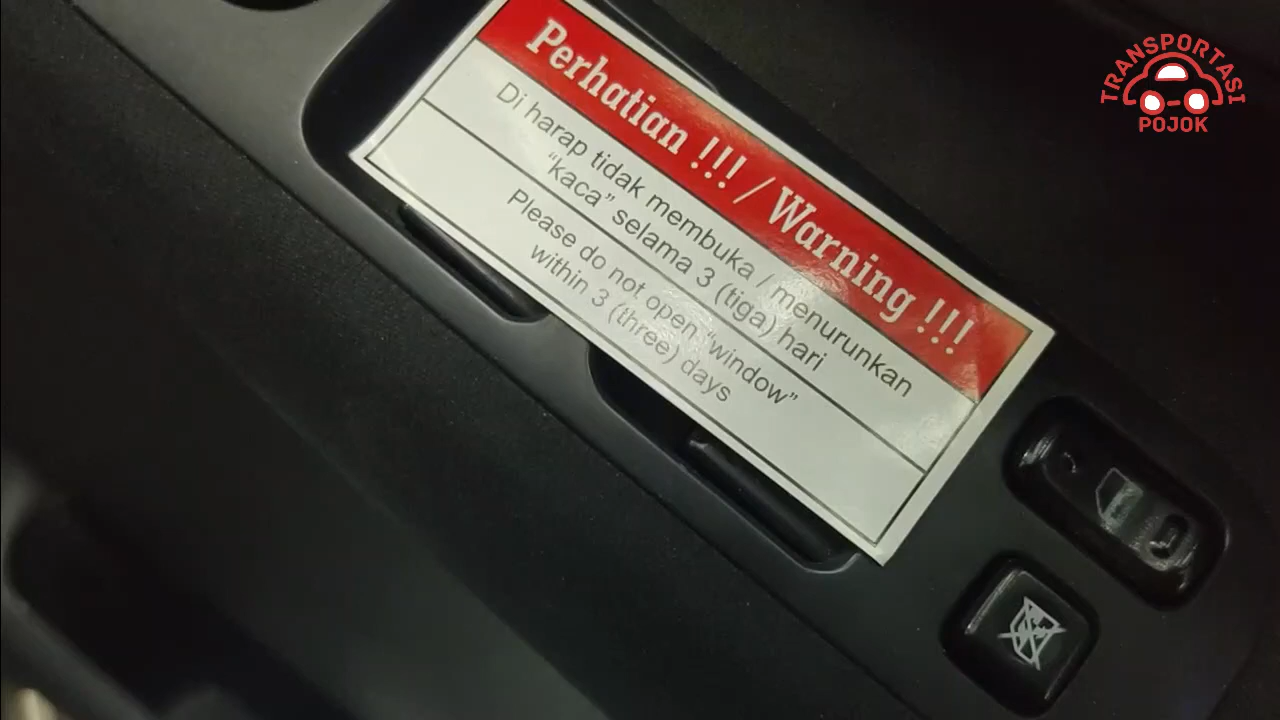 Perhatian !!! / Warning !!!
Di harap tidak membuka / menurunkan
“kaca” selama 3 (tiga) hari
Please do not open “window”
within 3 (three) days
TRANSPORTASI
POJOK